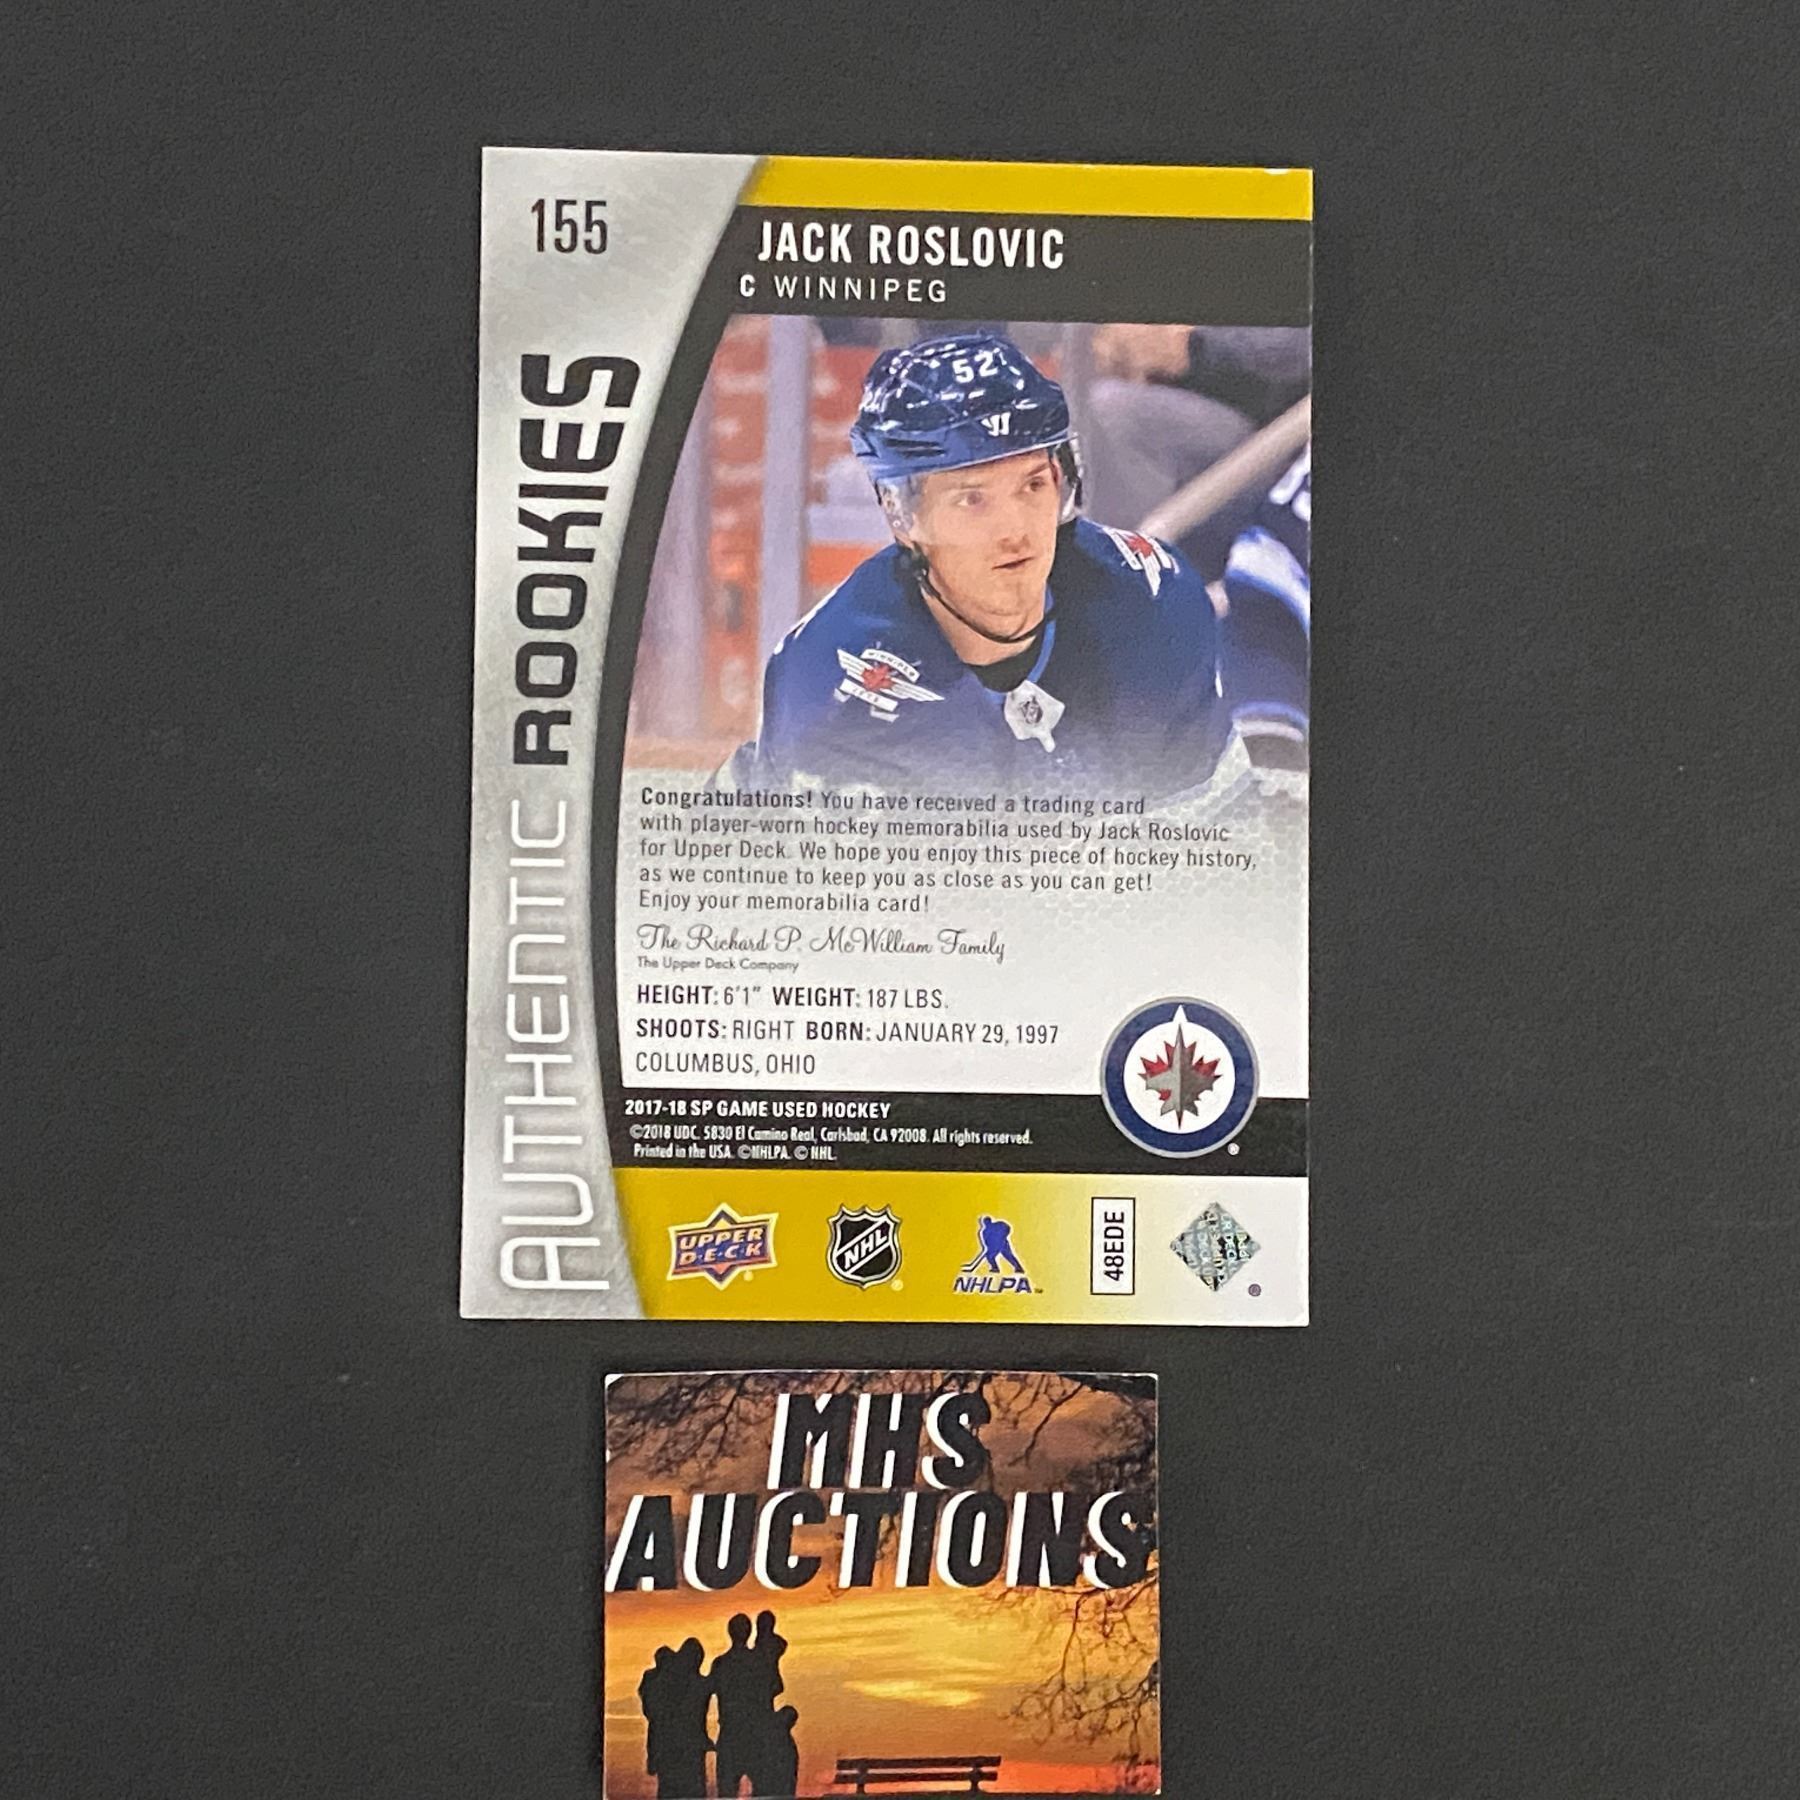 155
JACK ROSLOVIC
C WINNIPEG
AUTHENTIC ROOKIES
52
WINNIPEG
JETS
Congratulations! You have received a trading card
with player-worn hockey memorabilia used by Jack Roslovic
for Upper Deck. We hope you enjoy this piece of hockey history,
as we continue to keep you as close as you can get!
Enjoy your memorabilia card!
The Richard P. McWilliam Family
The Upper Deck Company
HEIGHT: 6'1" WEIGHT: 187 LBS.
SHOOTS: RIGHT BORN: JANUARY 29, 1997
COLUMBUS, OHIO
2017-18 SP GAME USED HOCKEY
©2018 UDC. 5830 El Camino Real, Carlsbad, CA 92008. All rights reserved.
Printed in the USA. ©NHLPA. © NHL.
UPPER
D·E·C·K
NHL
NHLPA™
48EDE
MHS
AUCTIONS